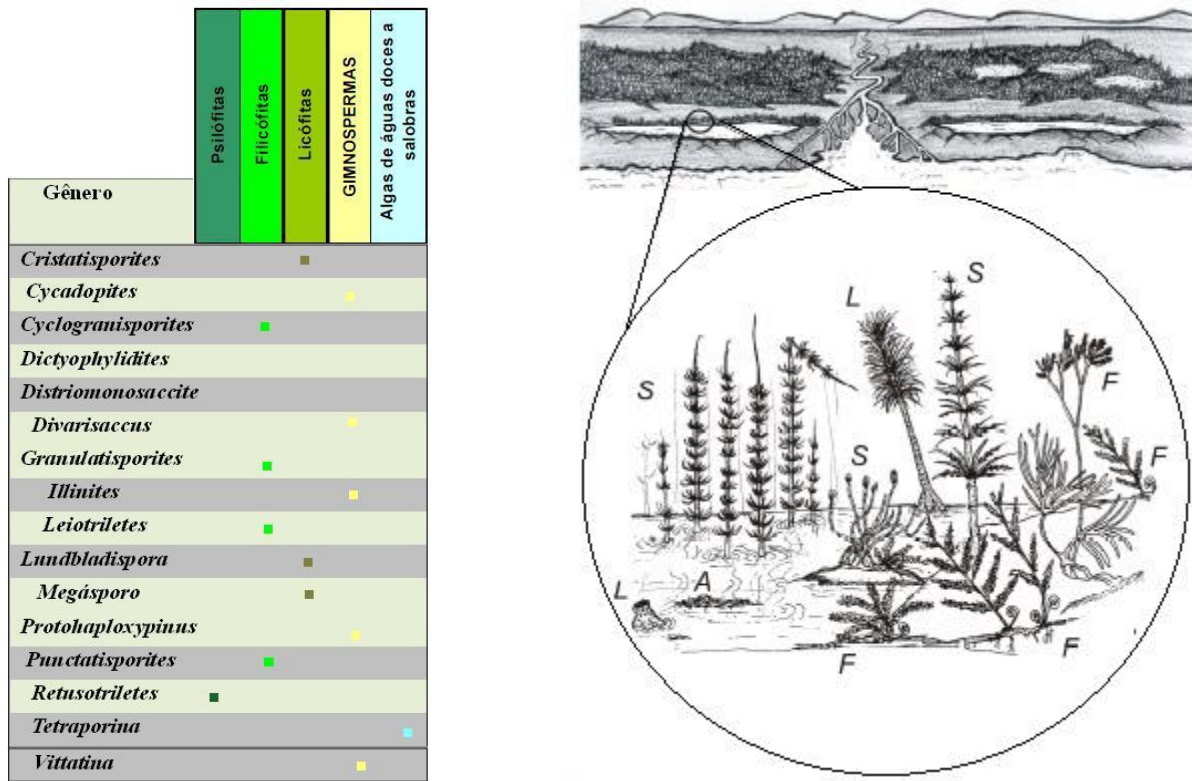 Psilófitas
Filicófitas
Licófitas
GIMNOSPERMAS
Algas de águas doces a
salobras
Gênero
Cristatisporites
Cycadopites
Cyclogranisporites
Dictyophylidites
Distriomonosaccite
Divarisaccus
Granulatisporites
Illinites
Leiotriletes
Lundbladispora
Megásporo
Protohaploxypinus
Punctatisporites
Retusotriletes
Tetraporina
Vittatina
S
L
F
S
S
F
L
A
F
F